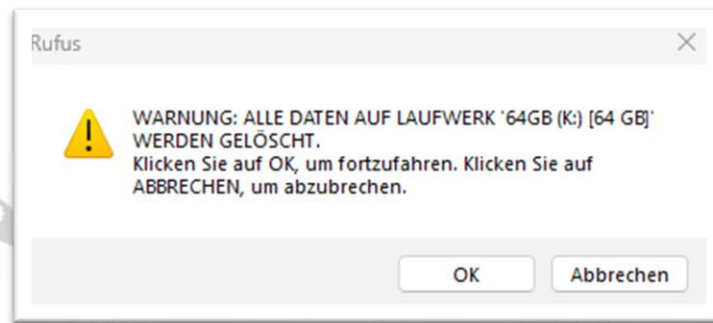 Rufus
WARNUNG: ALLE DATEN AUF LAUFWERK '64GB (K:) [64 GB]'
WERDEN GELÖSCHT.
Klicken Sie auf OK, um fortzufahren. Klicken Sie auf
ABBRECHEN, um abzubrechen.
OK
Abbrechen